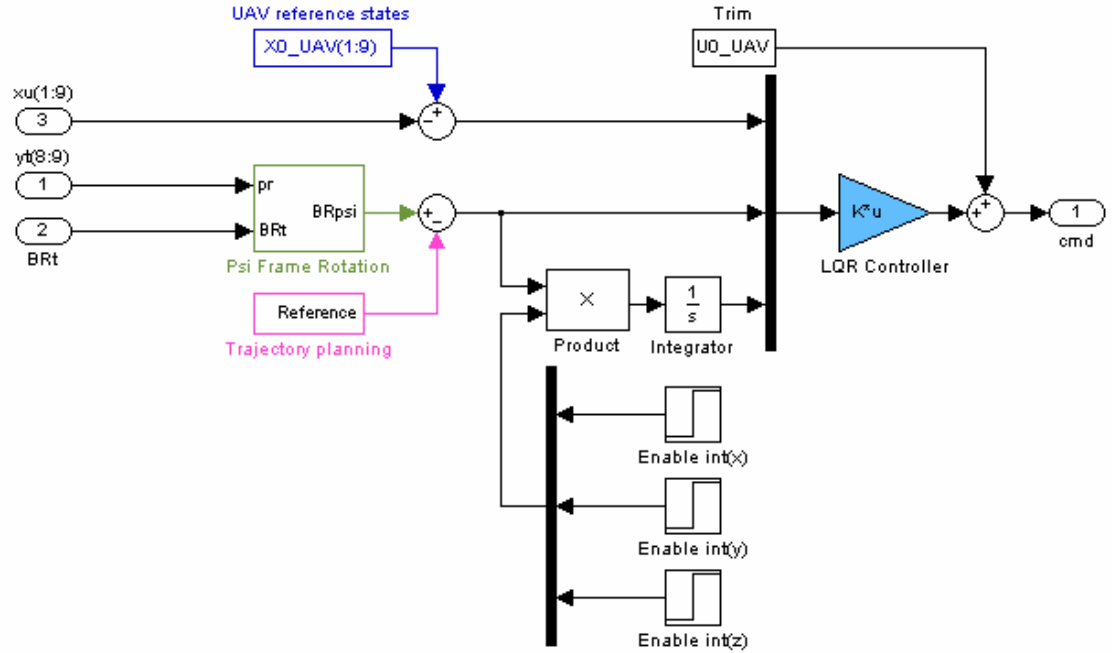 UAV reference states
X0_UAV(1:9)
Trim
U0_UAV
xu(1:9)
3
- +
yt(8:9)
1
pr
BRpsi
BRt
2
BRt
Psi Frame Rotation
+ -
Reference
Trajectory planning
X
Product
1
s
Integrator
K*u
LQR Controller
+ +
1
cmd
Enable int(x)
Enable int(y)
Enable int(z)